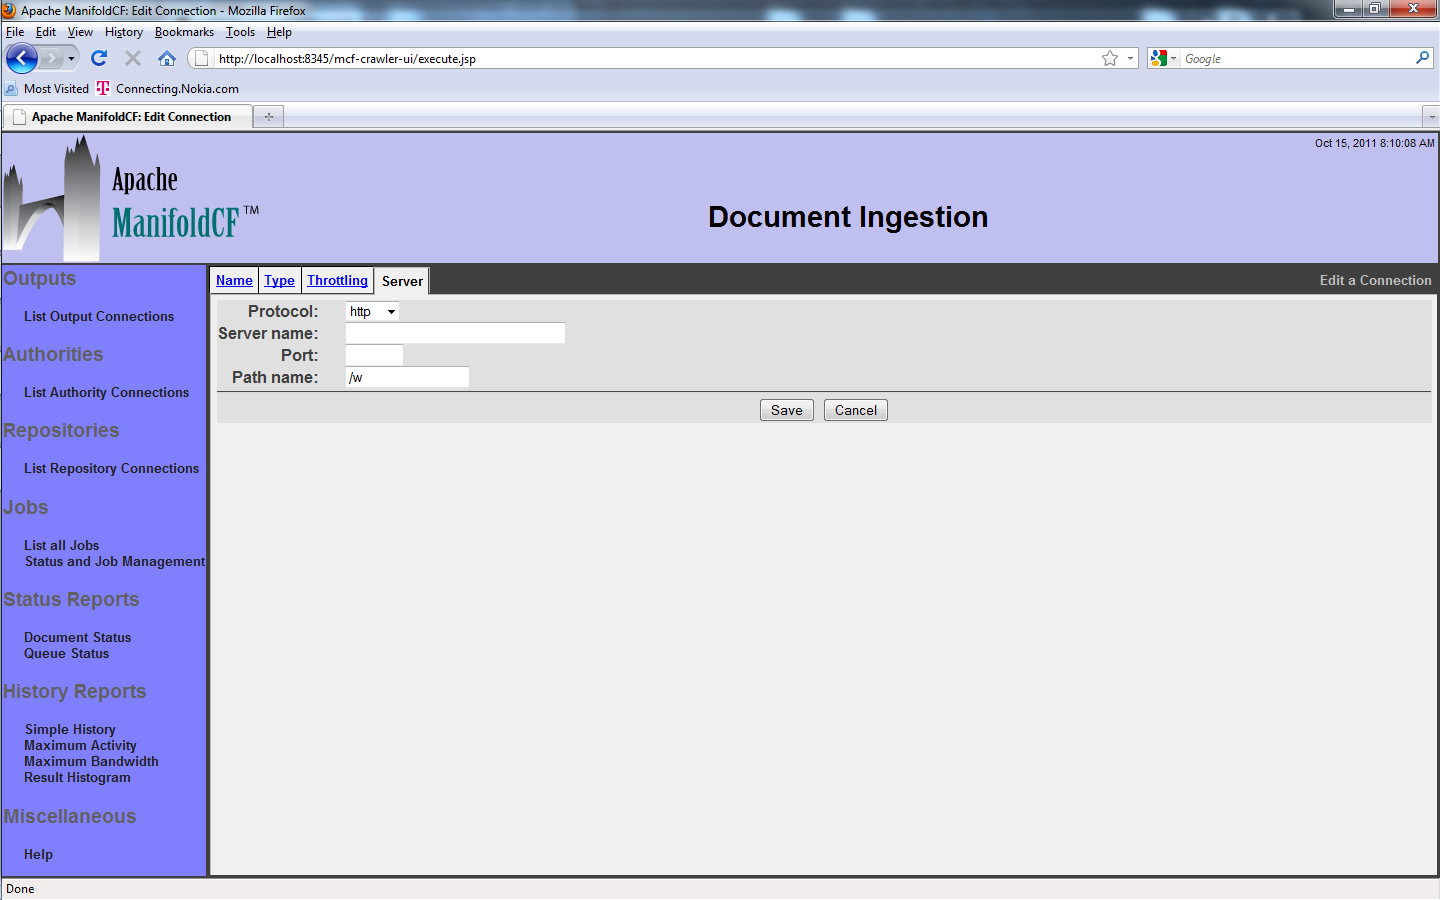 Apache ManifoldCF: Edit Connection - Mozilla Firefox
File Edit View History Bookmarks Tools Help
http://localhost:8345/mcf-crawler-ui/execute.jsp
Google
Most Visited
Connecting.Nokia.com
Apache ManifoldCF: Edit Connection
Oct 15, 2011 8:10:08 AM
Apache
ManifoldCF™
Document Ingestion
Outputs
List Output Connections
Authorities
List Authority Connections
Repositories
List Repository Connections
Jobs
List all Jobs
Status and Job Management
Status Reports
Document Status
Queue Status
History Reports
Simple History
Maximum Activity
Maximum Bandwidth
Result Histogram
Miscellaneous
Help
Name Type Throttling Server
Edit a Connection
Protocol: http
Server name:
Port:
Path name: /w
Save Cancel
Done